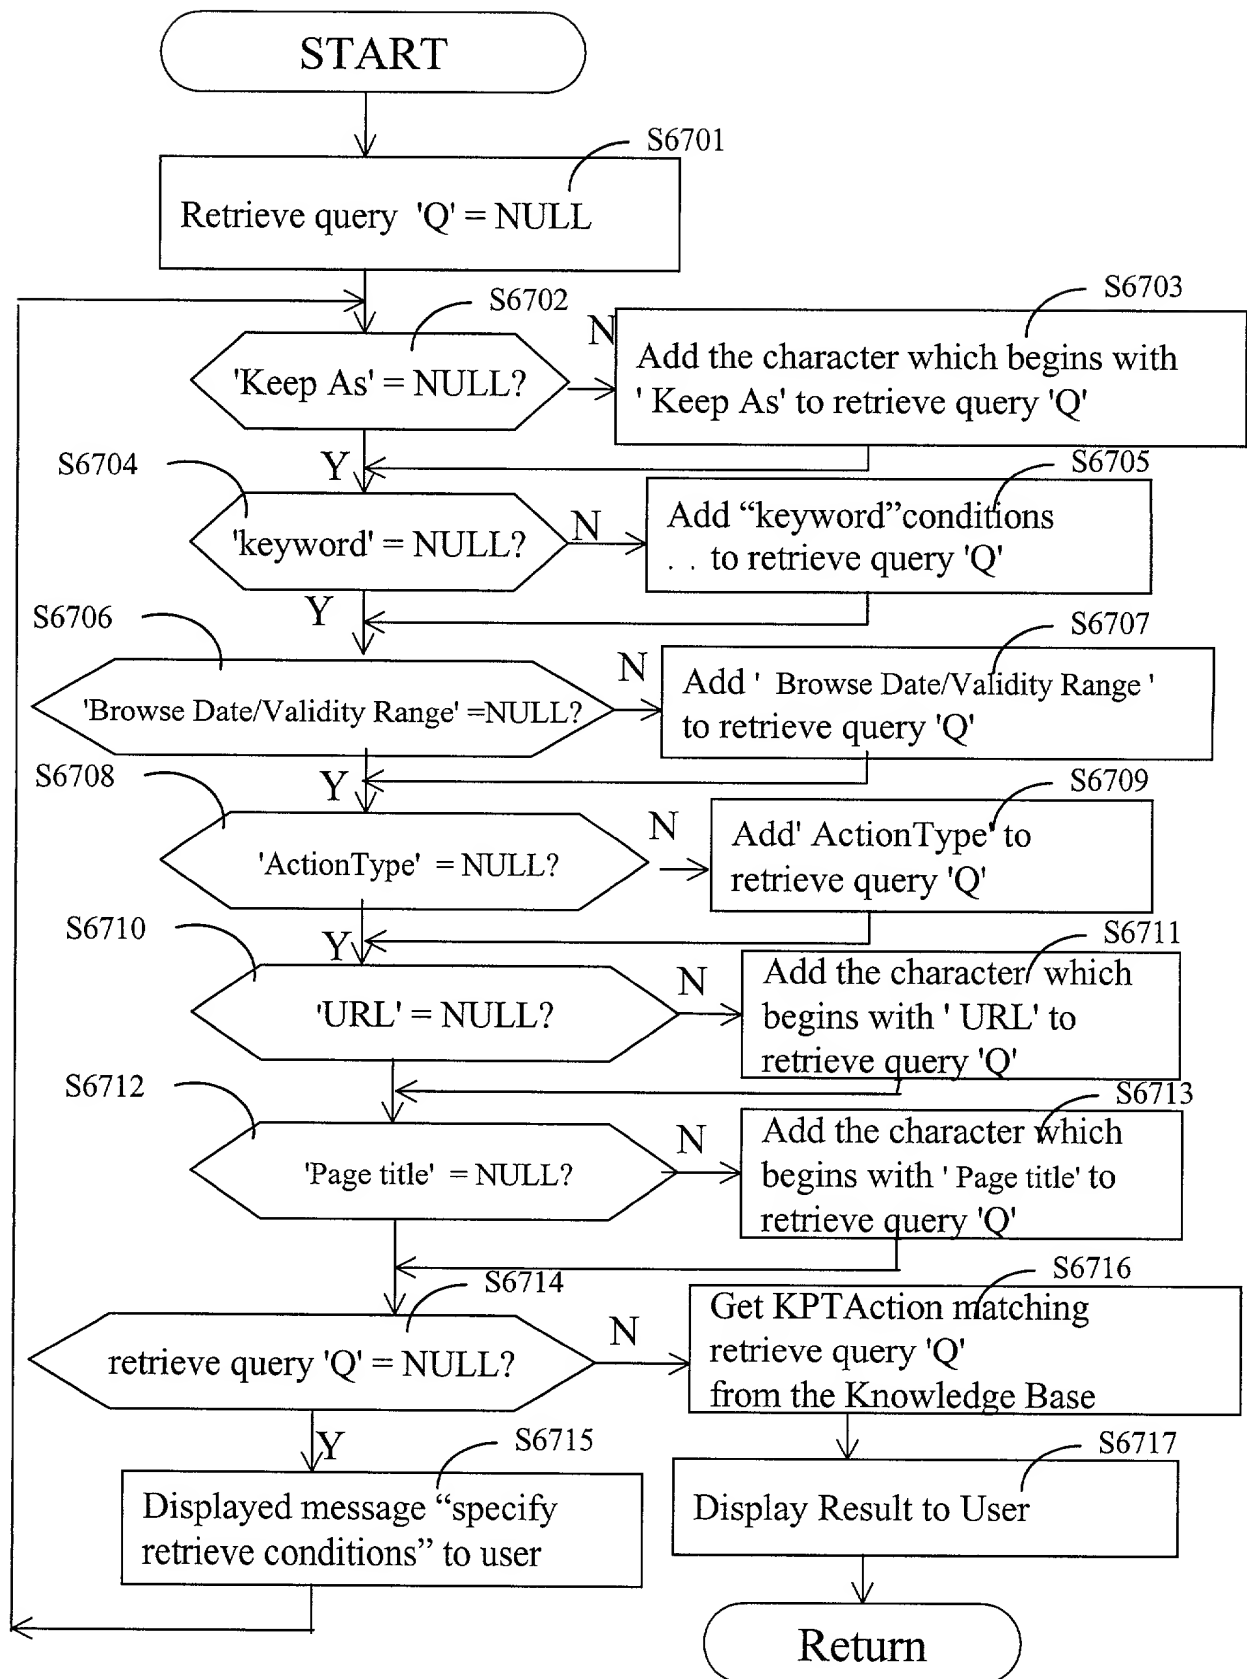 START
S6701
Retrieve query 'Q' = NULL
S6702
S6703
N
'Keep As' = NULL?
Add the character which begins with
' Keep As' to retrieve query 'Q'
Y
S6704
S6705
'keyword' = NULL?
N
Add “keyword”conditions
. . to retrieve query 'Q'
Y
S6706
S6707
'Browse Date/Validity Range' =NULL?
N
Add ' Browse Date/Validity Range '
to retrieve query 'Q'
Y
S6708
S6709
'ActionType' = NULL?
N
Add' ActionType' to
retrieve query 'Q'
Y
S6710
S6711
'URL' = NULL?
N
Add the character which
begins with ' URL' to
retrieve query 'Q'
S6712
S6713
'Page title' = NULL?
N
Add the character which
begins with ' Page title' to
retrieve query 'Q'
S6714
S6716
retrieve query 'Q' = NULL?
N
Get KPTAction matching
retrieve query 'Q'
from the Knowledge Base
Y
S6715
S6717
Displayed message “specify
retrieve conditions” to user
Display Result to User
Return